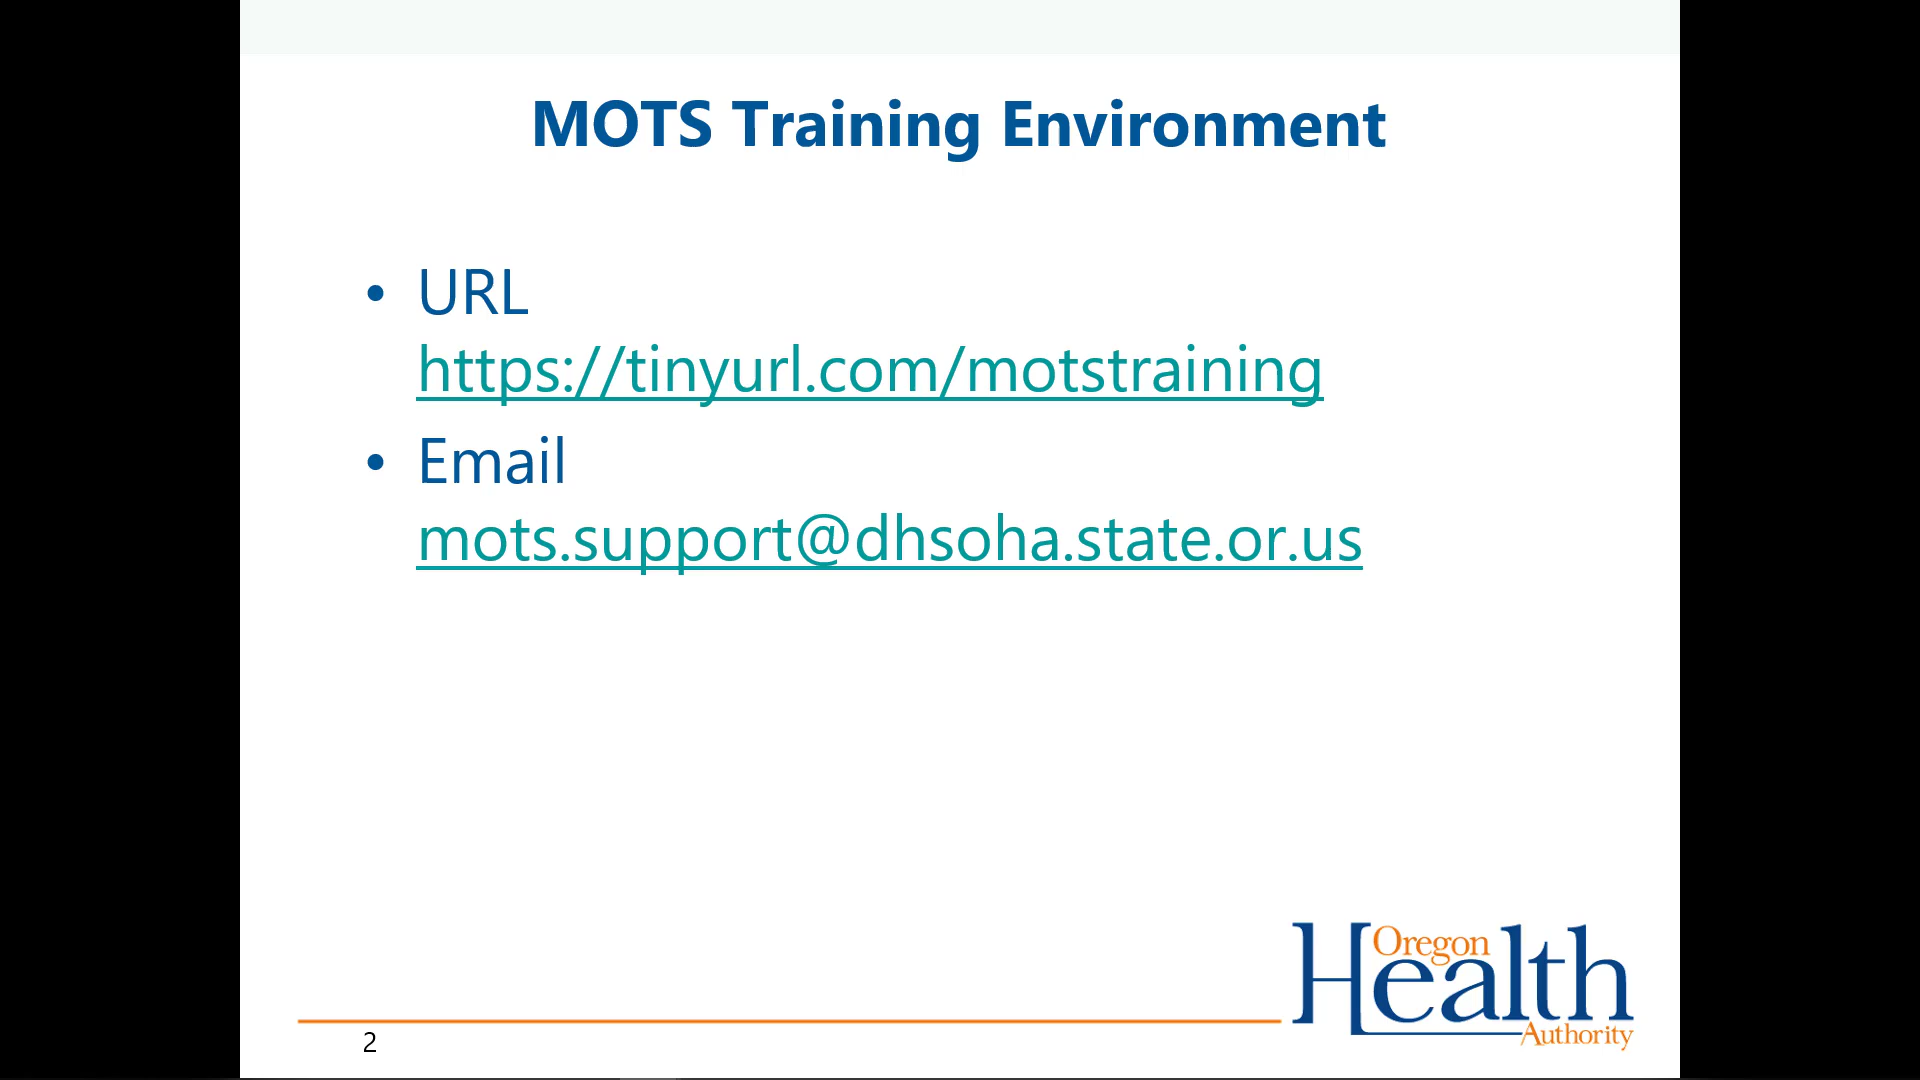 MOTS Training Environment
• URL
https://tinyurl.com/motstraining
• Email
mots.support@dhsoha.state.or.us
Oregon
Health
Authority
2